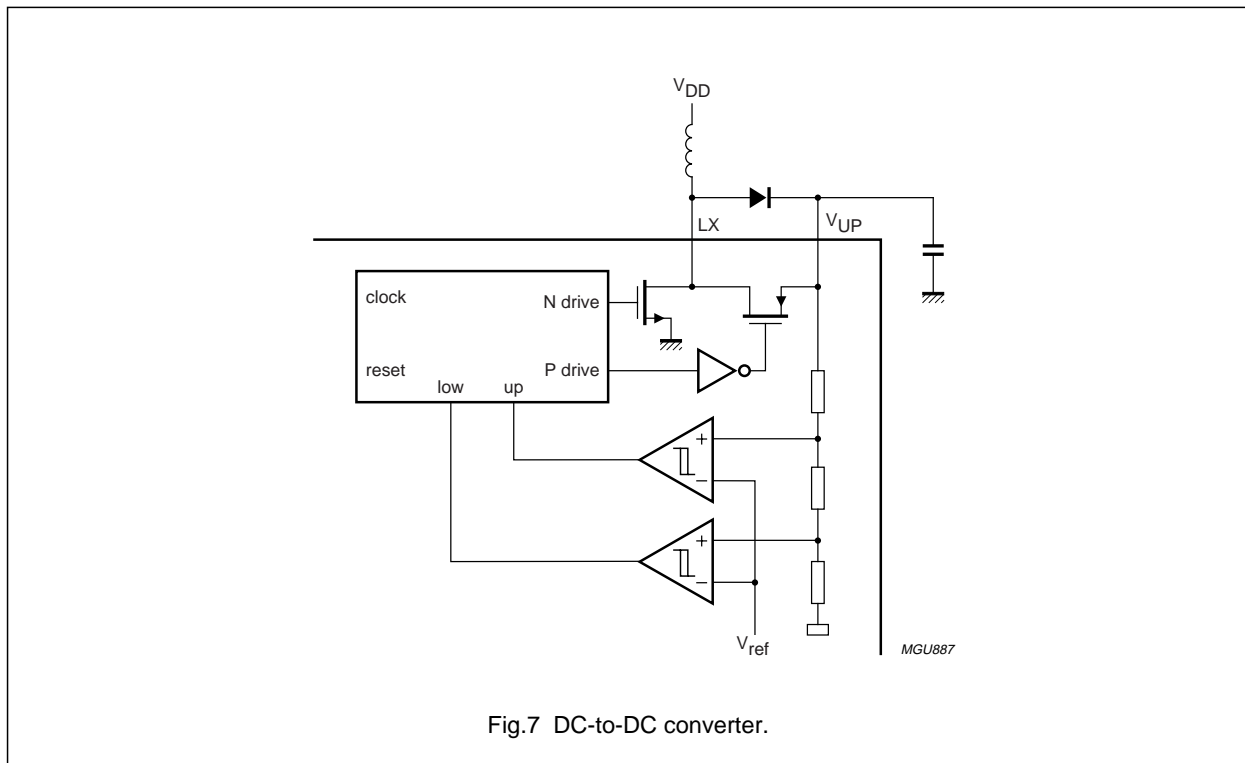 VDD
LX
VUP
clock
N drive
reset
P drive
low
up
+
−
+
−
Vref
MGU887
Fig.7 DC-to-DC converter.